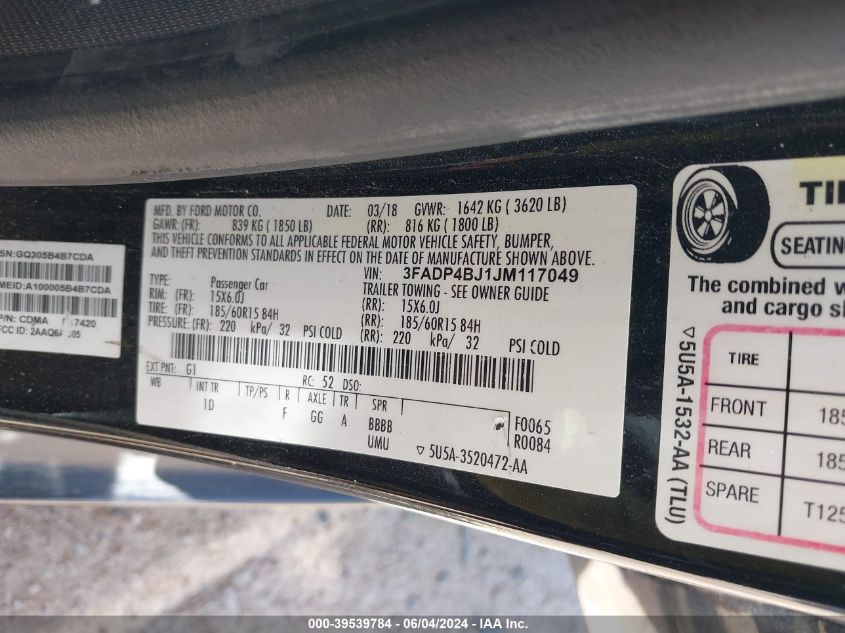 SN: GQ305B4B7CDA
MEID: A100005B4B7CDA
P/N: CDMA 7420
FCC ID: 2AAQ6
MFD. BY FORD MOTOR CO. DATE: 03/18 GVWR: 1642 KG ( 3620 LB)
GAWR: (FR): 839 KG ( 1850 LB) (RR): 816 KG ( 1800 LB)
THIS VEHICLE CONFORMS TO ALL APPLICABLE FEDERAL MOTOR VEHICLE SAFETY, BUMPER,
AND THEFT PREVENTION STANDARDS IN EFFECT ON THE DATE OF MANUFACTURE SHOWN ABOVE.
VIN: 3FADP4BJ1JM117049
TYPE: Passenger Car TRAILER TOWING - SEE OWNER GUIDE
RIM: (FR): 15X6.0J (RR): 15X6.0J
TIRE: (FR): 185/60R15 84H (RR): 185/60R15 84H
PRESSURE: (FR): 220 kPa/ 32 PSI COLD (RR): 220 kPa/ 32 PSI COLD
EXT PNT: G1 RC: 52 DSO:
WB INT TR TP/PS R AXLE TR SPR
1D F GG A BBBB
UMU
F0065
R0084
▽ 5U5A-3520472-AA
SEATING
The combined
and cargo
TIRE
FRONT 185
REAR 185
SPARE T125
▽5U5A-1532-AA (TLU)
000-39539784 - 06/04/2024 - IAAI.com